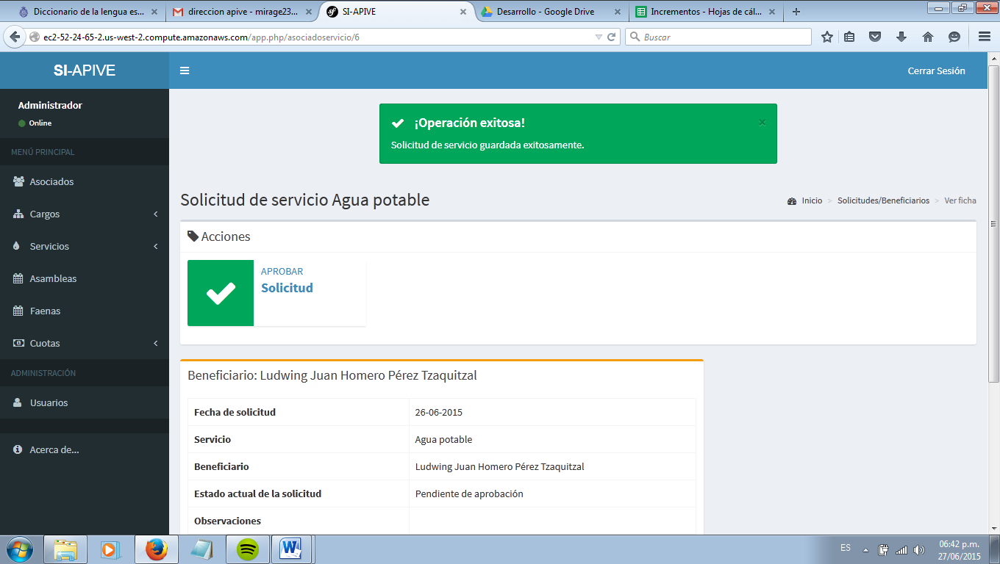 Diccionario de la lengua es...
direccion apive - mirage23...
SI-APIVE
Desarrollo - Google Drive
Incrementos - Hojas de cál...
ec2-52-24-65-2.us-west-2.compute.amazonaws.com/app.php/asociadoservicio/6
Buscar
SI-APIVE
Cerrar Sesión
Administrador
Online
MENÚ PRINCIPAL
Asociados
Cargos
Servicios
Asambleas
Faenas
Cuotas
ADMINISTRACIÓN
Usuarios
Acerca de...
¡Operación exitosa!
×
Solicitud de servicio guardada exitosamente.
Solicitud de servicio Agua potable
Inicio > Solicitudes/Beneficiarios > Ver ficha
Acciones
APROBAR
Solicitud
Beneficiario: Ludwing Juan Homero Pérez Tzaquitzal
Fecha de solicitud 26-06-2015
Servicio Agua potable
Beneficiario Ludwing Juan Homero Pérez Tzaquitzal
Estado actual de la solicitud Pendiente de aprobación
Observaciones
ES
06:42 p.m.
27/06/2015